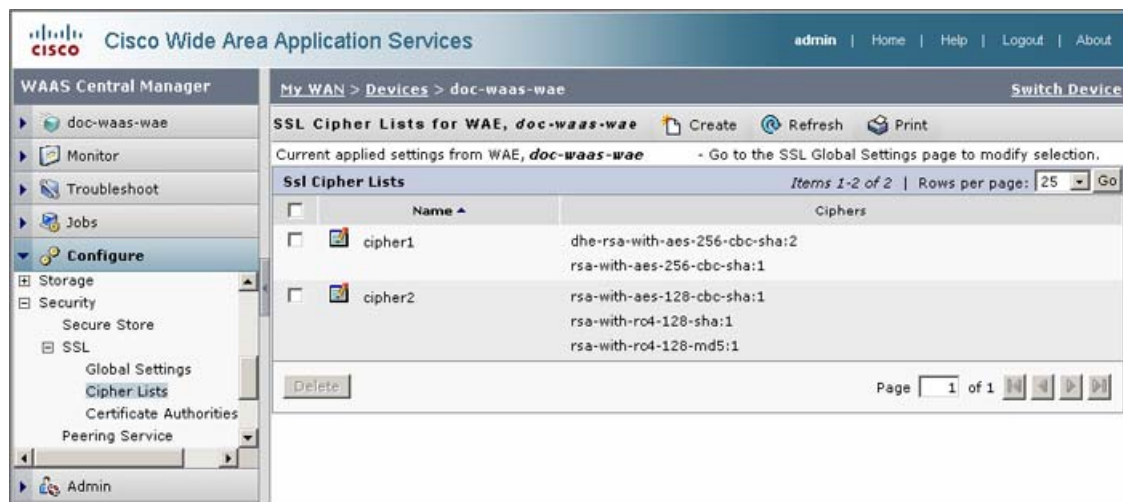 CISCO
Cisco Wide Area Application Services
admin | Home | Help | Logout | About
WAAS Central Manager
My WAN > Devices > doc-waas-wae
Switch Device
doc-waas-wae
Monitor
Troubleshoot
Jobs
Configure
Storage
Security
Secure Store
SSL
Global Settings
Cipher Lists
Certificate Authorities
Peering Service
Admin
SSL Cipher Lists for WAE, doc-waas-wae
Create
Refresh
Print
Current applied settings from WAE, doc-waas-wae - Go to the SSL Global Settings page to modify selection.
Ssl Cipher Lists
Items 1-2 of 2 | Rows per page: 25 Go
Name
Ciphers
cipher1
dhe-rsa-with-aes-256-cbc-sha:2
rsa-with-aes-256-cbc-sha:1
cipher2
rsa-with-aes-128-cbc-sha:1
rsa-with-rc4-128-sha:1
rsa-with-rc4-128-md5:1
Delete
Page 1 of 1